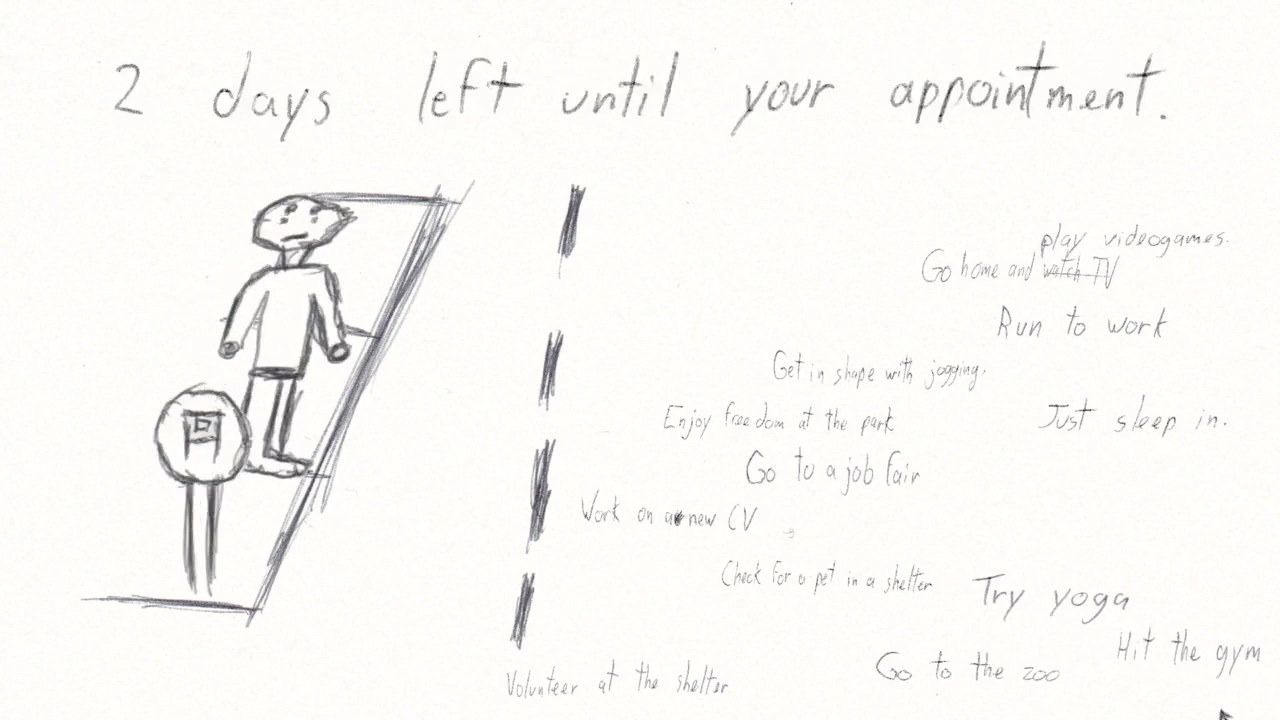 2 days left until your appointment.
play videogames.
Go home and watch TV
Run to work
Get in shape with jogging.
Enjoy freedom at the park
Just sleep in.
Go to a job fair
Work on a new CV
Check for a pet in a shelter
Try yoga
Hit the gym
Go to the zoo
Volunteer at the shelter